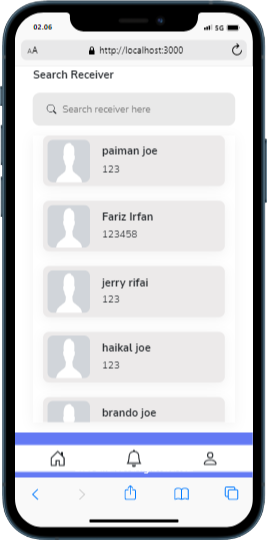 02.06
5G
AA
http://localhost:3000
Search Receiver
Search receiver here
paiman joe
123
Fariz Irfan
123458
jerry rifai
123
haikal joe
123
brando joe